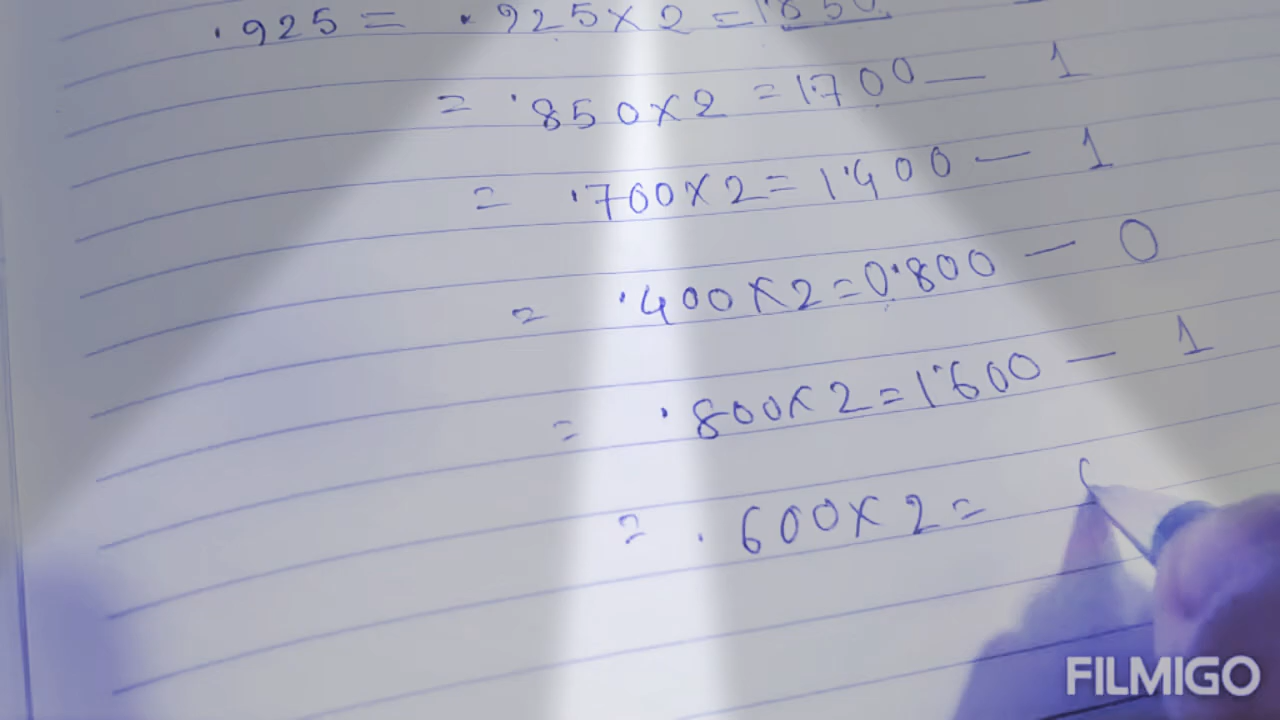 .925 = .925×2 = 1.850
= .850×2 = 1.700 — 1
= .700×2 = 1.400 — 1
= .400×2 = 0.800 — 0
= .800×2 = 1.600 — 1
= .600×2 =
FILMIGO